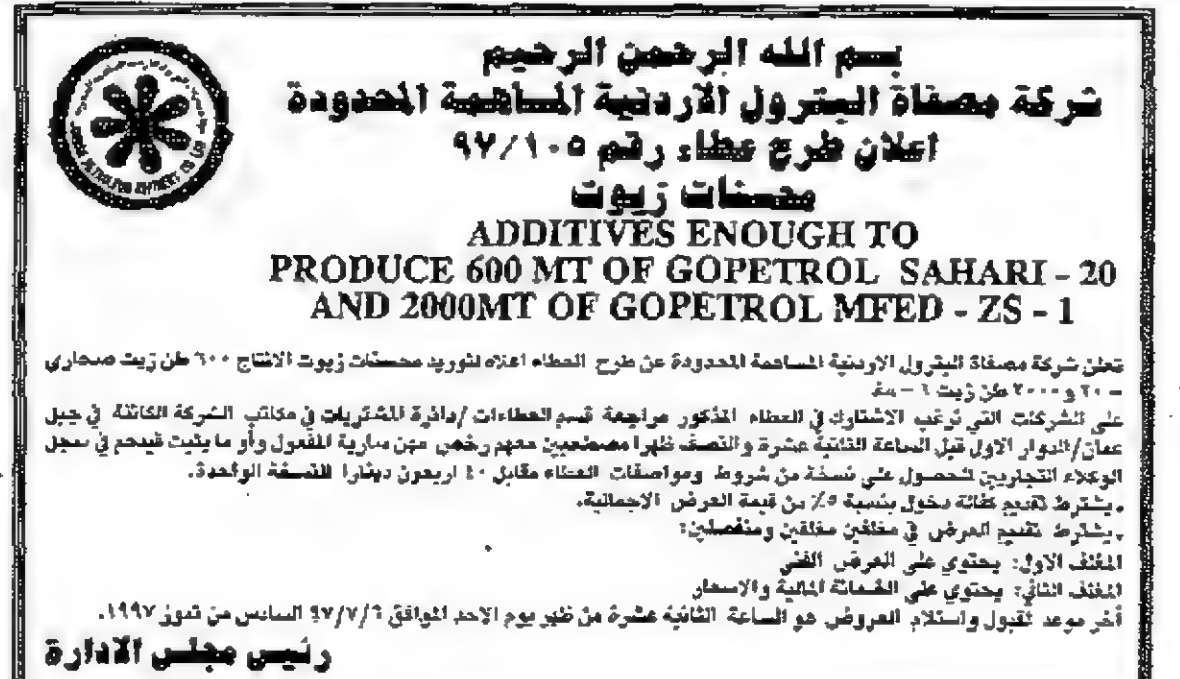 بسم الله الرحمن الرحيم
شركة مصفاة البترول الاردنية المساهمة المحدودة
اعلان طرح عطاء رقم ٩٧/١٠٥
محسنات زيوت
ADDITIVES ENOUGH TO
PRODUCE 600 MT OF GOPETROL SAHARI - 20
AND 2000MT OF GOPETROL MFED - ZS - 1
تعلن شركة مصفاة البترول الاردنية المساهمة المحدودة عن طرح العطاء اعلاه لتوريد محسنات زيوت الانتاج ٦٠٠ طن زيت صحاري
- ٢٠ و ٢٠٠٠ طن زيت
على الشركات التي ترغب الاشتراك في العطاء المذكور مراجعة قسم العطاءات / دائرة المشتريات في مكاتب الشركة الكائنة في جبل
عمان/الدوار الاول قبل الساعة الثانية عشرة والنصف ظهرا مصطحبين معهم رخص مهن سارية المفعول و/أو ما يثبت قيدهم في سجل
الوكلاء التجاريين للحصول على نسخة من شروط ومواصفات العطاء مقابل ٤٠ اربعون دينارا للنسخة الواحدة.
. يشترط تقديم كفالة دخول بنسبة ٥٪ من قيمة العرض الاجمالية.
. يشترط تقديم العرض في مغلفين مغلقين ومنفصلين:
المغلف الاول: يحتوي على العرض الفني
المغلف الثاني: يحتوي على الكفالة المالية والاسعار
آخر موعد لقبول واستلام العروض هو الساعة الثانية عشرة من ظهر يوم الاحد الموافق ٩٧/٧/٦ السادس من تموز ١٩٩٧.
رئيس مجلس الادارة